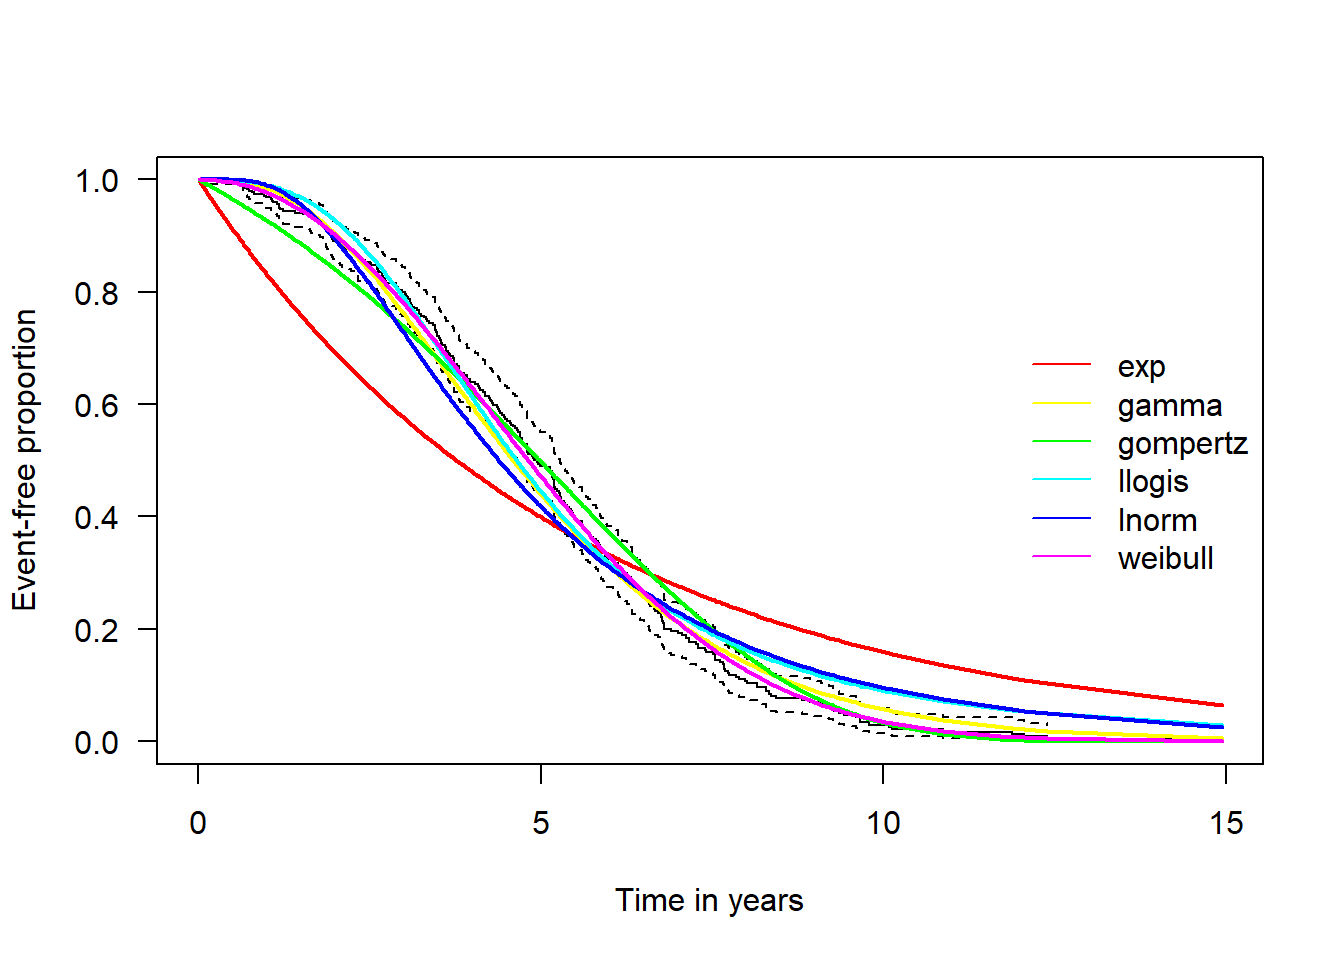 Event-free proportion
1.0
0.8
0.6
0.4
0.2
0.0
exp
gamma
gompertz
llogis
lnorm
weibull
0 5 10 15
Time in years